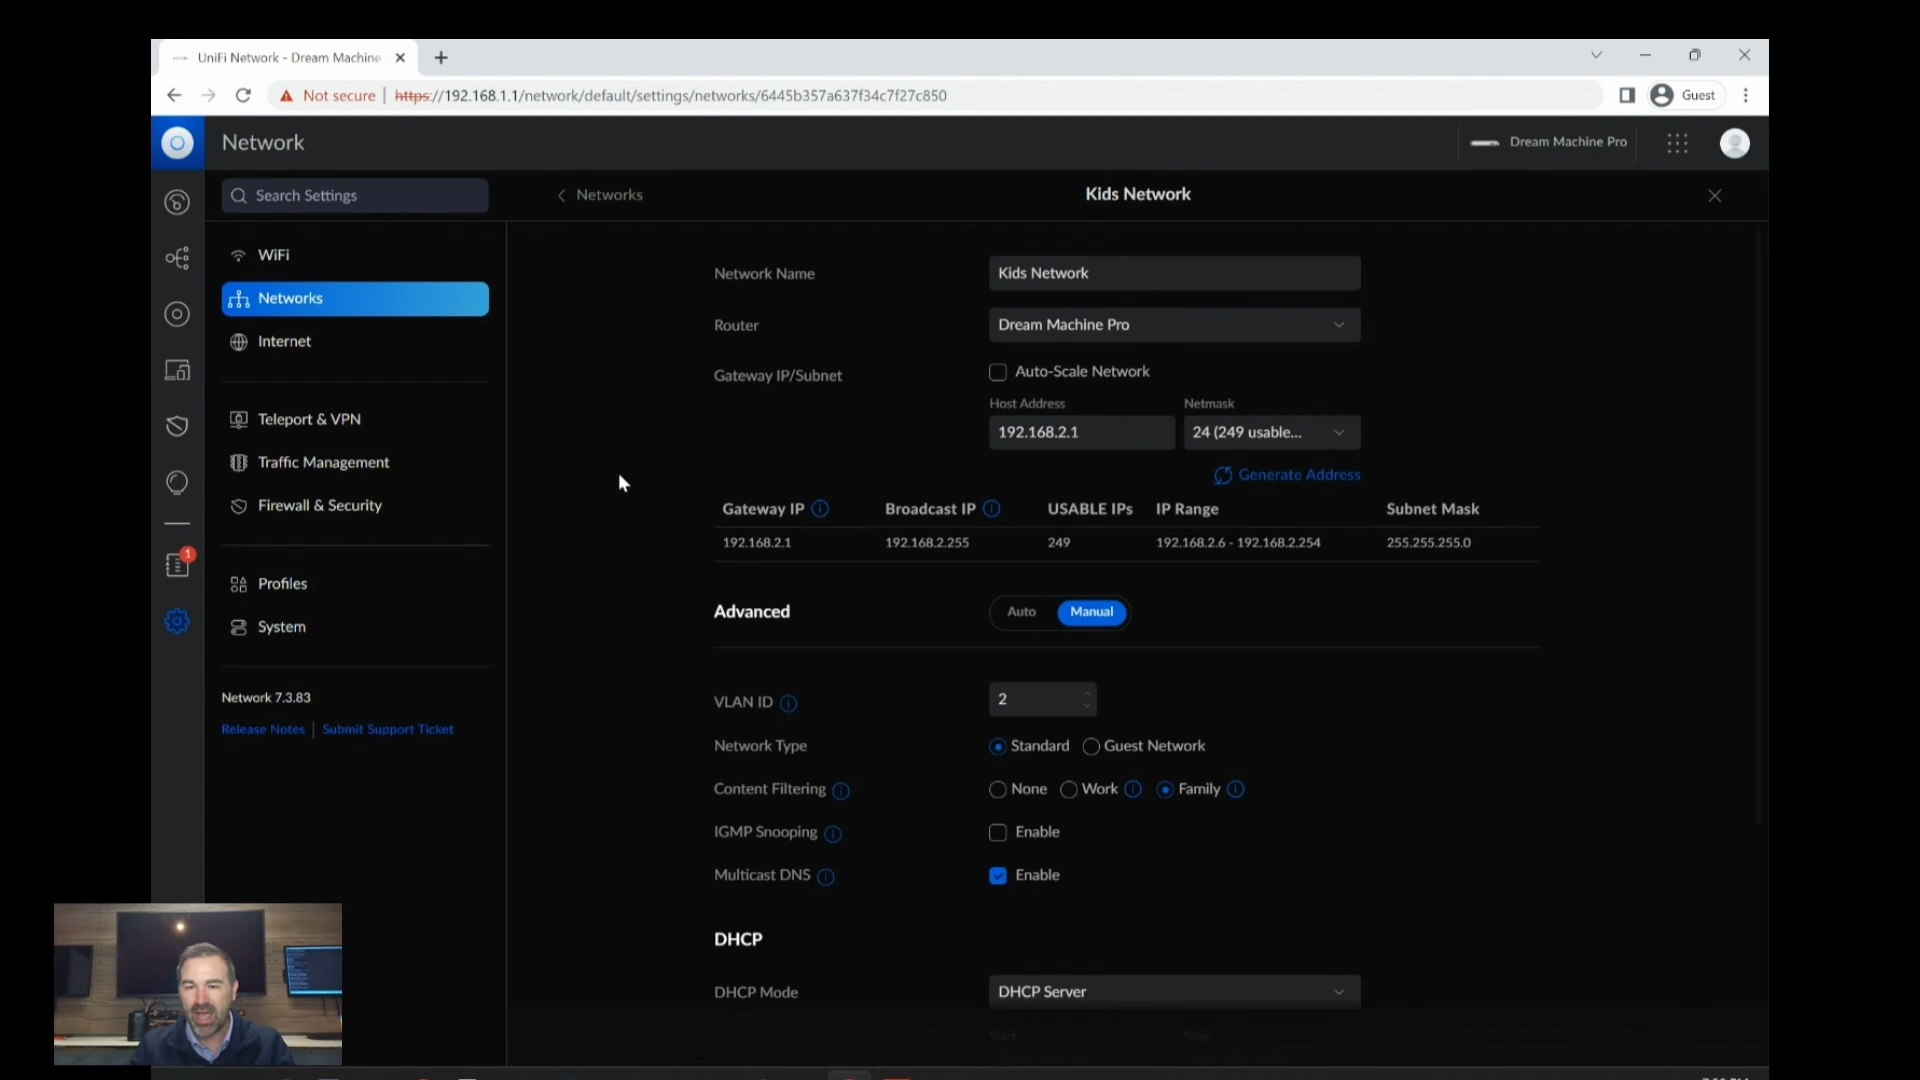 UniFi Network - Dream Machine
Not secure | https://192.168.1.1/network/default/settings/networks/6445b357a637f34c7f27c850
Guest
Network
Dream Machine Pro
Search Settings
Networks
Kids Network
WiFi
Networks
Internet
Teleport & VPN
Traffic Management
Firewall & Security
1
Profiles
System
Network 7.3.83
Release Notes | Submit Support Ticket
Network Name
Kids Network
Router
Dream Machine Pro
Gateway IP/Subnet
Auto-Scale Network
Host Address
Netmask
192.168.2.1
24 (249 usable...
Generate Address
Gateway IP
Broadcast IP
USABLE IPs
IP Range
Subnet Mask
192.168.2.1
192.168.2.255
249
192.168.2.6 - 192.168.2.254
255.255.255.0
Advanced
Auto
Manual
VLAN ID
2
Network Type
Standard
Guest Network
Content Filtering
None
Work
Family
IGMP Snooping
Enable
Multicast DNS
Enable
DHCP
DHCP Mode
DHCP Server
Start
Stop